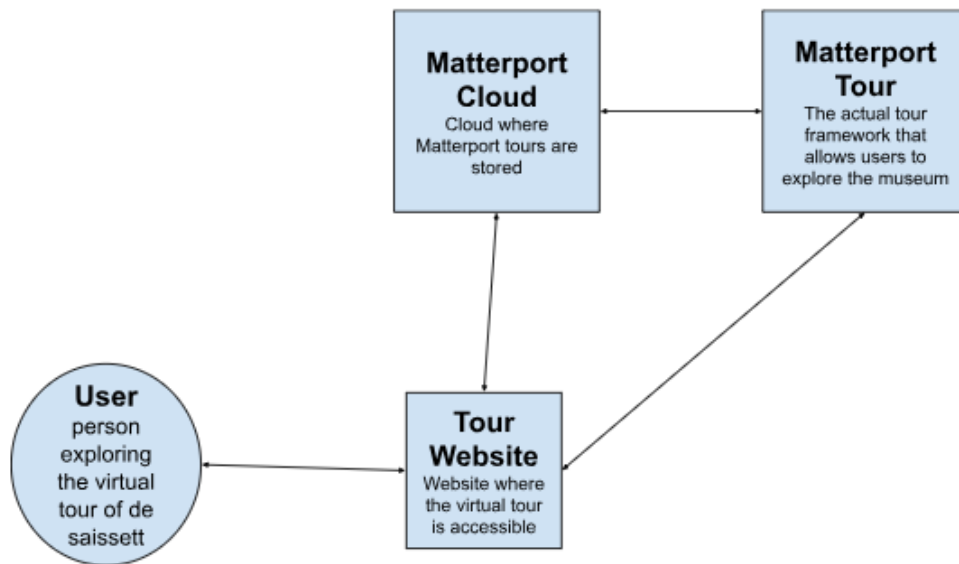 Matterport
Cloud
Cloud where
Matterport tours are
stored
Matterport
Tour
The actual tour
framework that
allows users to
explore the museum
User
person
exploring
the virtual
tour of de
saissett
Tour
Website
Website where
the virtual tour
is accessible